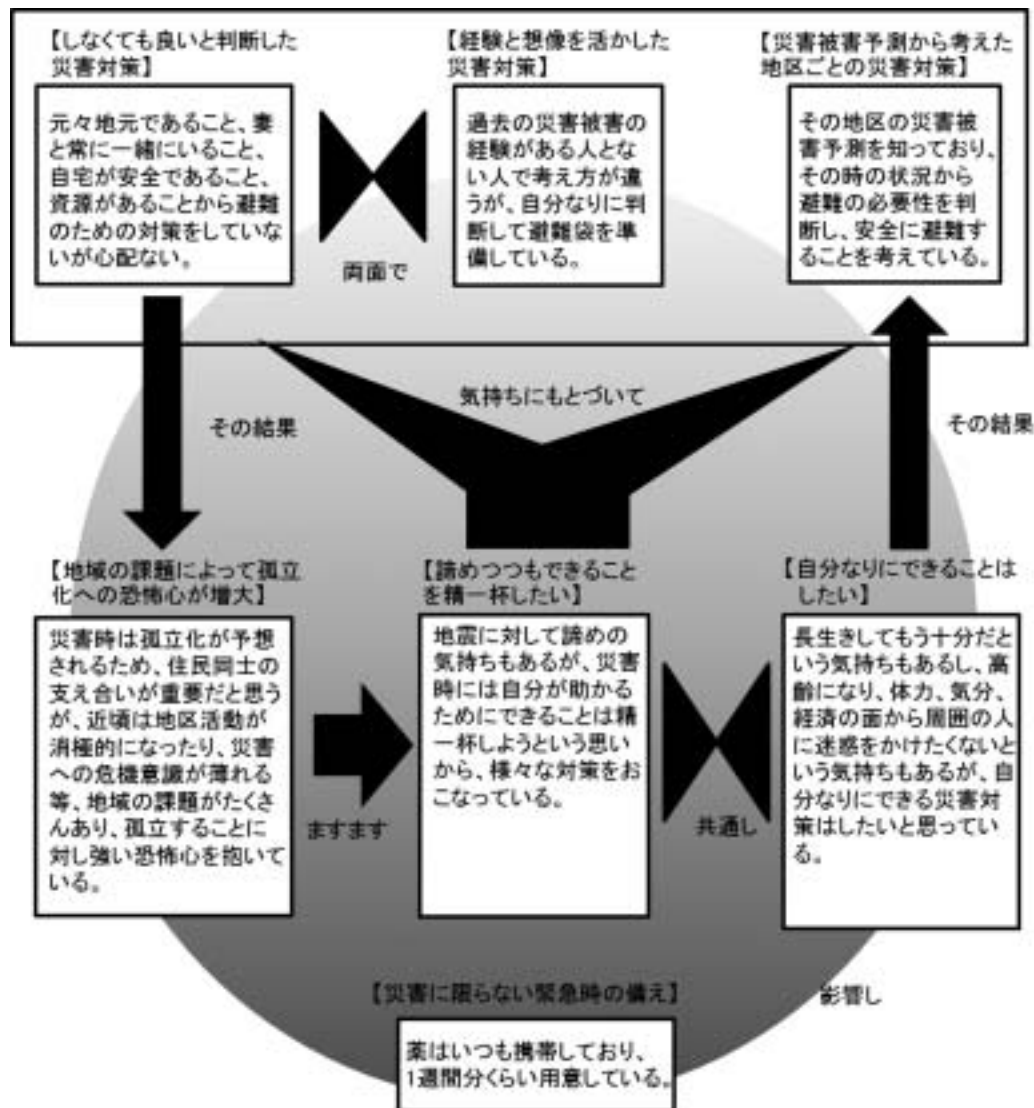 【しなくても良いと判断した
災害対策】
元々地元であること、妻
と常に一緒にいること、
自宅が安全であること、
資源があることから避難
のための対策をしていな
いが心配ない。
両面で
【経験と想像を活かした
災害対策】
過去の災害被害の
経験がある人とな
い人で考え方が違
うが、自分なりに判
断して避難袋を準
備している。
【災害被害予測から考えた
地区ごとの災害対策】
その地区の災害被
害予測を知っており、
その時の状況から
避難の必要性を判
断し、安全に避難す
ることを考えている。
その結果
気持ちにもとづいて
その結果
【地域の課題によって孤立
化への恐怖心が増大】
災害時は孤立化が予想
されるため、住民同士の
支え合いが重要だと思う
が、近頃は地区活動が
消極的になったり、災害
への危機意識が薄れる
等、地域の課題がたくさ
んあり、孤立することに
対し強い恐怖心を抱いて
いる。
ますます
【諦めつつもできること
を精一杯したい】
地震に対して諦めの
気持ちもあるが、災害
時には自分が助かる
ためにできることは精
一杯しようという思い
から、様々な対策をお
こなっている。
共通し
【自分なりにできることは
したい】
長生きしてもう十分だと
いう気持ちもあるし、高
齢になり、体力、気分、
経済の面から周囲の人
に迷惑をかけたくないと
いう気持ちもあるが、自
分なりにできる災害対
策はしたいと思ってい
る。
【災害に限らない緊急時の備え】
影響し
薬はいつも携帯しており、
1週間分くらい用意している。